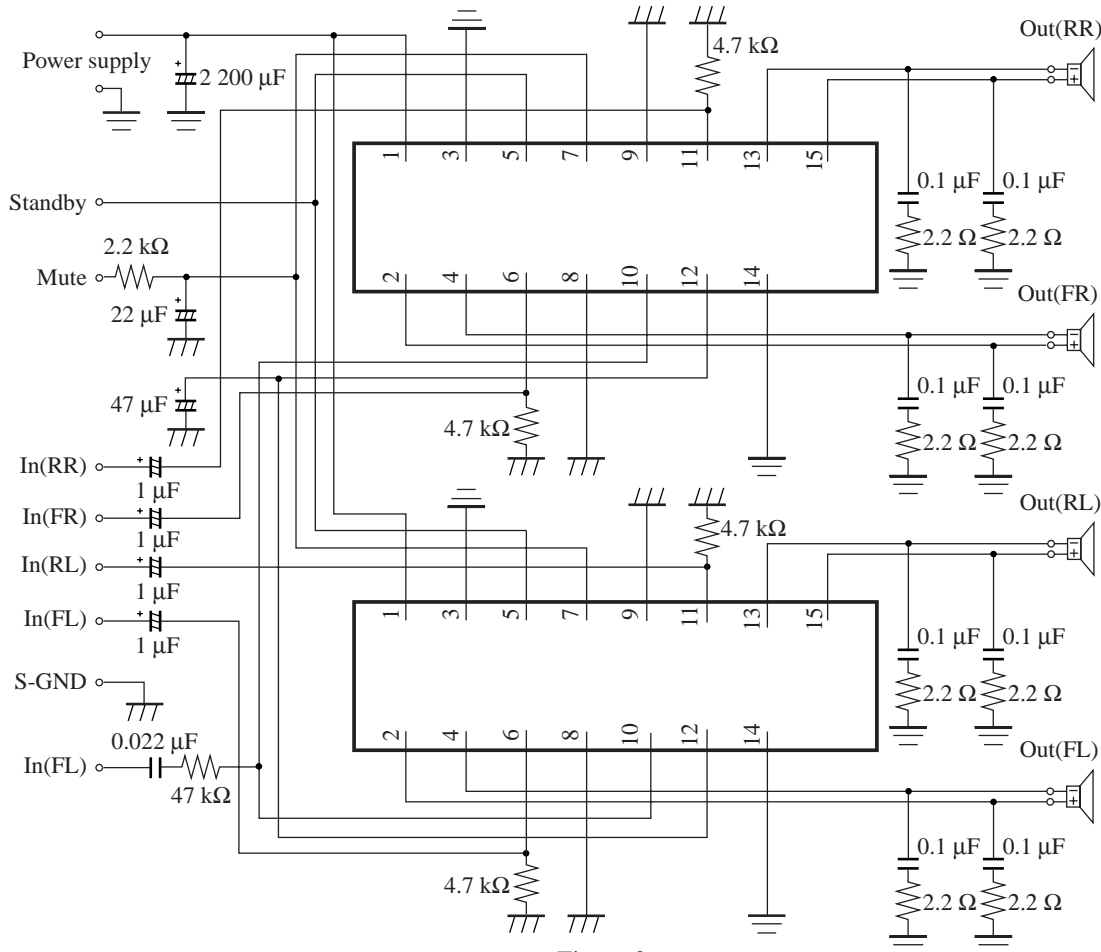 Power supply
2 200 µF
4.7 kΩ
Out(RR)
1 3 5 7 9 11 13 15
Standby
0.1 µF 0.1 µF
2.2 Ω 2.2 Ω
2.2 kΩ
Mute
22 µF
2 4 6 8 10 12 14
Out(FR)
47 µF
4.7 kΩ
0.1 µF 0.1 µF
2.2 Ω 2.2 Ω
In(RR)
1 µF
In(FR)
1 µF
In(RL)
1 µF
In(FL)
1 µF
4.7 kΩ
Out(RL)
1 3 5 7 9 11 13 15
0.1 µF 0.1 µF
2.2 Ω 2.2 Ω
S-GND
0.022 µF
In(FL)
47 kΩ
2 4 6 8 10 12 14
Out(FL)
4.7 kΩ
0.1 µF 0.1 µF
2.2 Ω 2.2 Ω